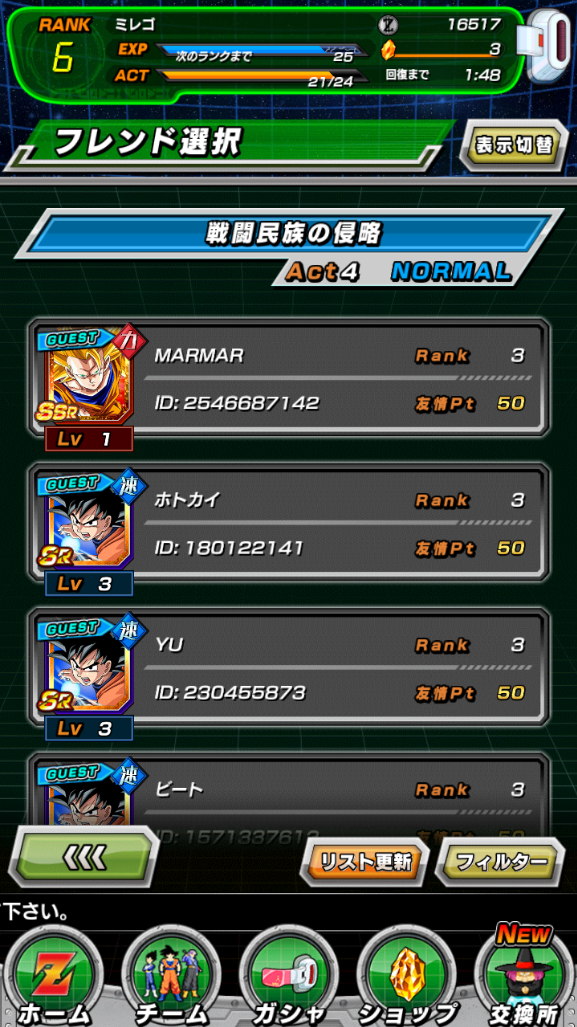 RANK ミレゴ 16517
6 EXP 次のランクまで 25 3
ACT 21/24 回復まで 1:48
フレンド選択 表示切替
戦闘民族の侵略
Act4 NORMAL
GUEST 力 MARMAR Rank 3
SSR ID: 2546687142 友情Pt 50
Lv 1
GUEST 速 ホトカイ Rank 3
SR ID: 180122141 友情Pt 50
Lv 3
GUEST 速 YU Rank 3
SR ID: 230455873 友情Pt 50
Lv 3
GUEST 速 ビート Rank 3
ID: 1571337612 友情Pt 50
リスト更新 フィルター
下さい。
NEW
ホーム チーム ガシャ ショップ 交換所